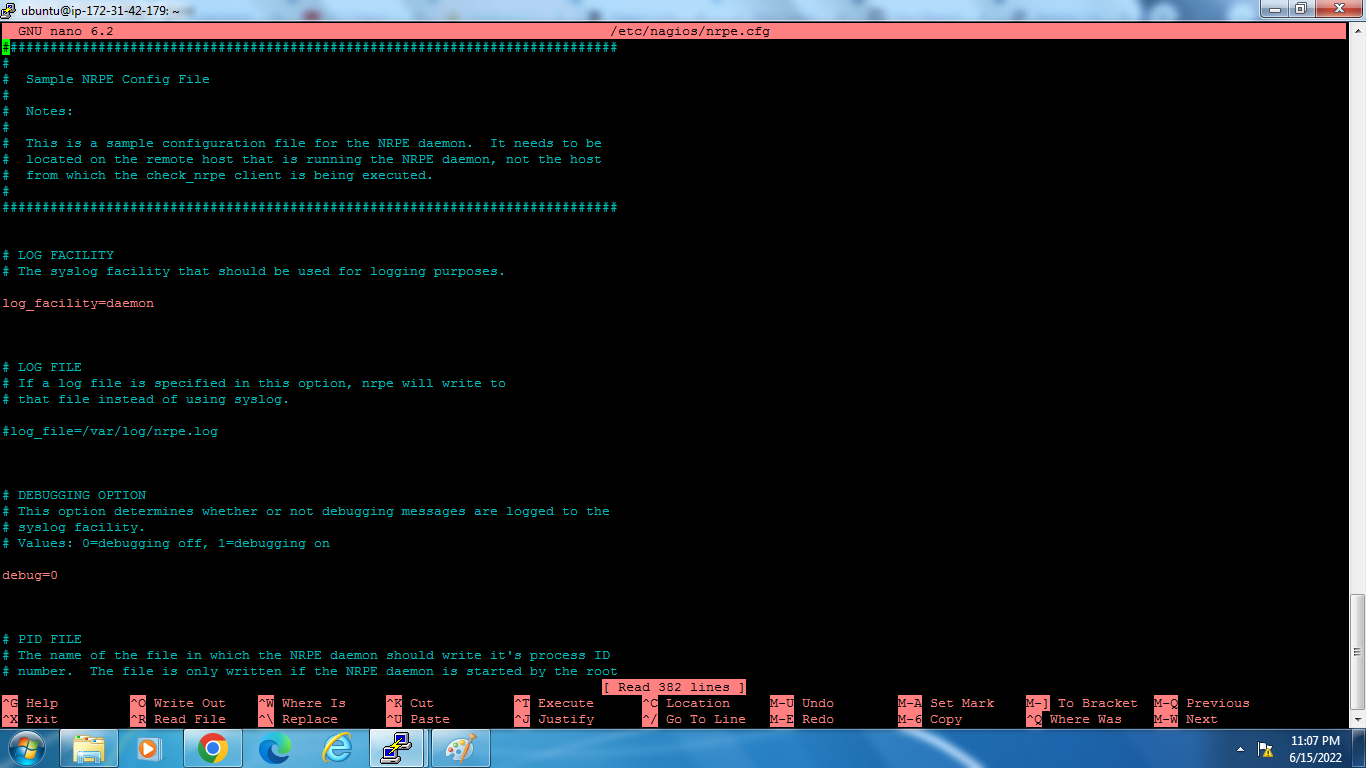 ubuntu@ip-172-31-42-179: ~
GNU nano 6.2 /etc/nagios/nrpe.cfg
#############################################################################
#
#  Sample NRPE Config File
#
#  Notes:
#
#  This is a sample configuration file for the NRPE daemon.  It needs to be
#  located on the remote host that is running the NRPE daemon, not the host
#  from which the check_nrpe client is being executed.
#
#############################################################################
# LOG FACILITY
# The syslog facility that should be used for logging purposes.
log_facility=daemon
# LOG FILE
# If a log file is specified in this option, nrpe will write to
# that file instead of using syslog.
#log_file=/var/log/nrpe.log
# DEBUGGING OPTION
# This option determines whether or not debugging messages are logged to the
# syslog facility.
# Values: 0=debugging off, 1=debugging on
debug=0
# PID FILE
# The name of the file in which the NRPE daemon should write it's process ID
# number.  The file is only written if the NRPE daemon is started by the root
[ Read 382 lines ]
^G Help ^O Write Out ^W Where Is ^K Cut ^T Execute ^C Location M-U Undo M-A Set Mark M-] To Bracket M-Q Previous
^X Exit ^R Read File ^\ Replace ^U Paste ^J Justify ^/ Go To Line M-E Redo M-6 Copy ^Q Where Was M-W Next
11:07 PM
6/15/2022